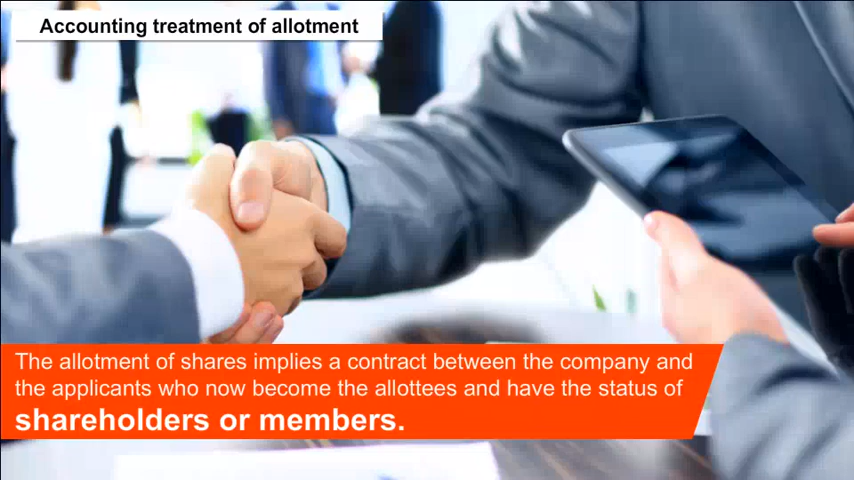 Accounting treatment of allotment
The allotment of shares implies a contract between the company and
the applicants who now become the allottees and have the status of
shareholders or members.